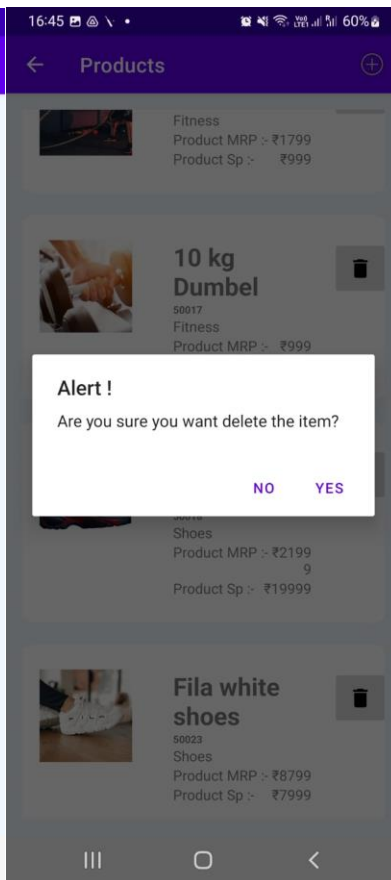 16:45
60%
Products
Fitness
Product MRP :- ₹1799
Product Sp :- ₹999
10 kg
Dumbel
50017
Fitness
Product MRP :- ₹999
Alert !
Are you sure you want delete the item?
NO YES
Shoes
Product MRP :- ₹2199
9
Product Sp :- ₹19999
Fila white
shoes
50023
Shoes
Product MRP :- ₹8799
Product Sp :- ₹7999